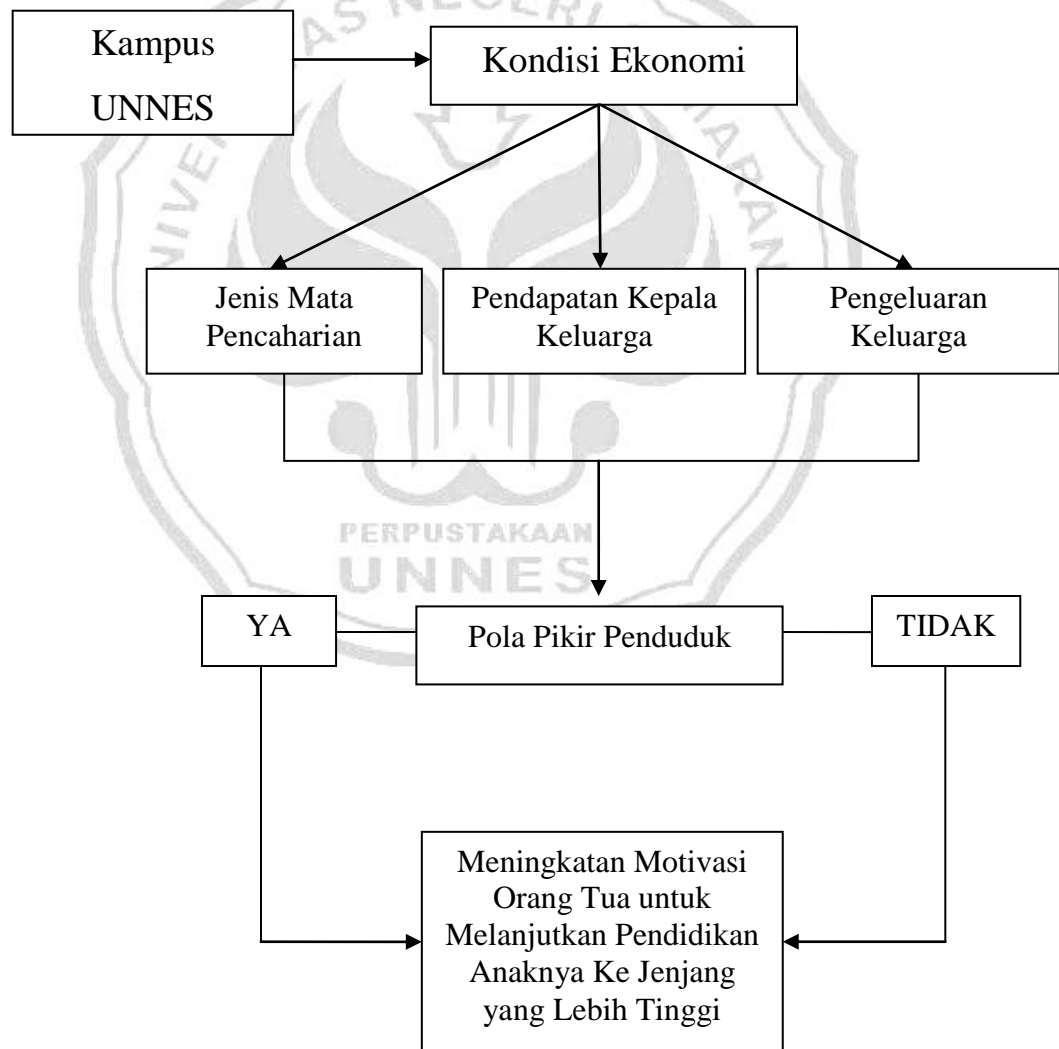 Kampus
UNNES
Kondisi Ekonomi
Jenis Mata
Pencaharian
Pendapatan Kepala
Keluarga
Pengeluaran
Keluarga
PERPUSTAKAAN
UNNES
YA
Pola Pikir Penduduk
TIDAK
Meningkatan Motivasi
Orang Tua untuk
Melanjutkan Pendidikan
Anaknya Ke Jenjang
yang Lebih Tinggi